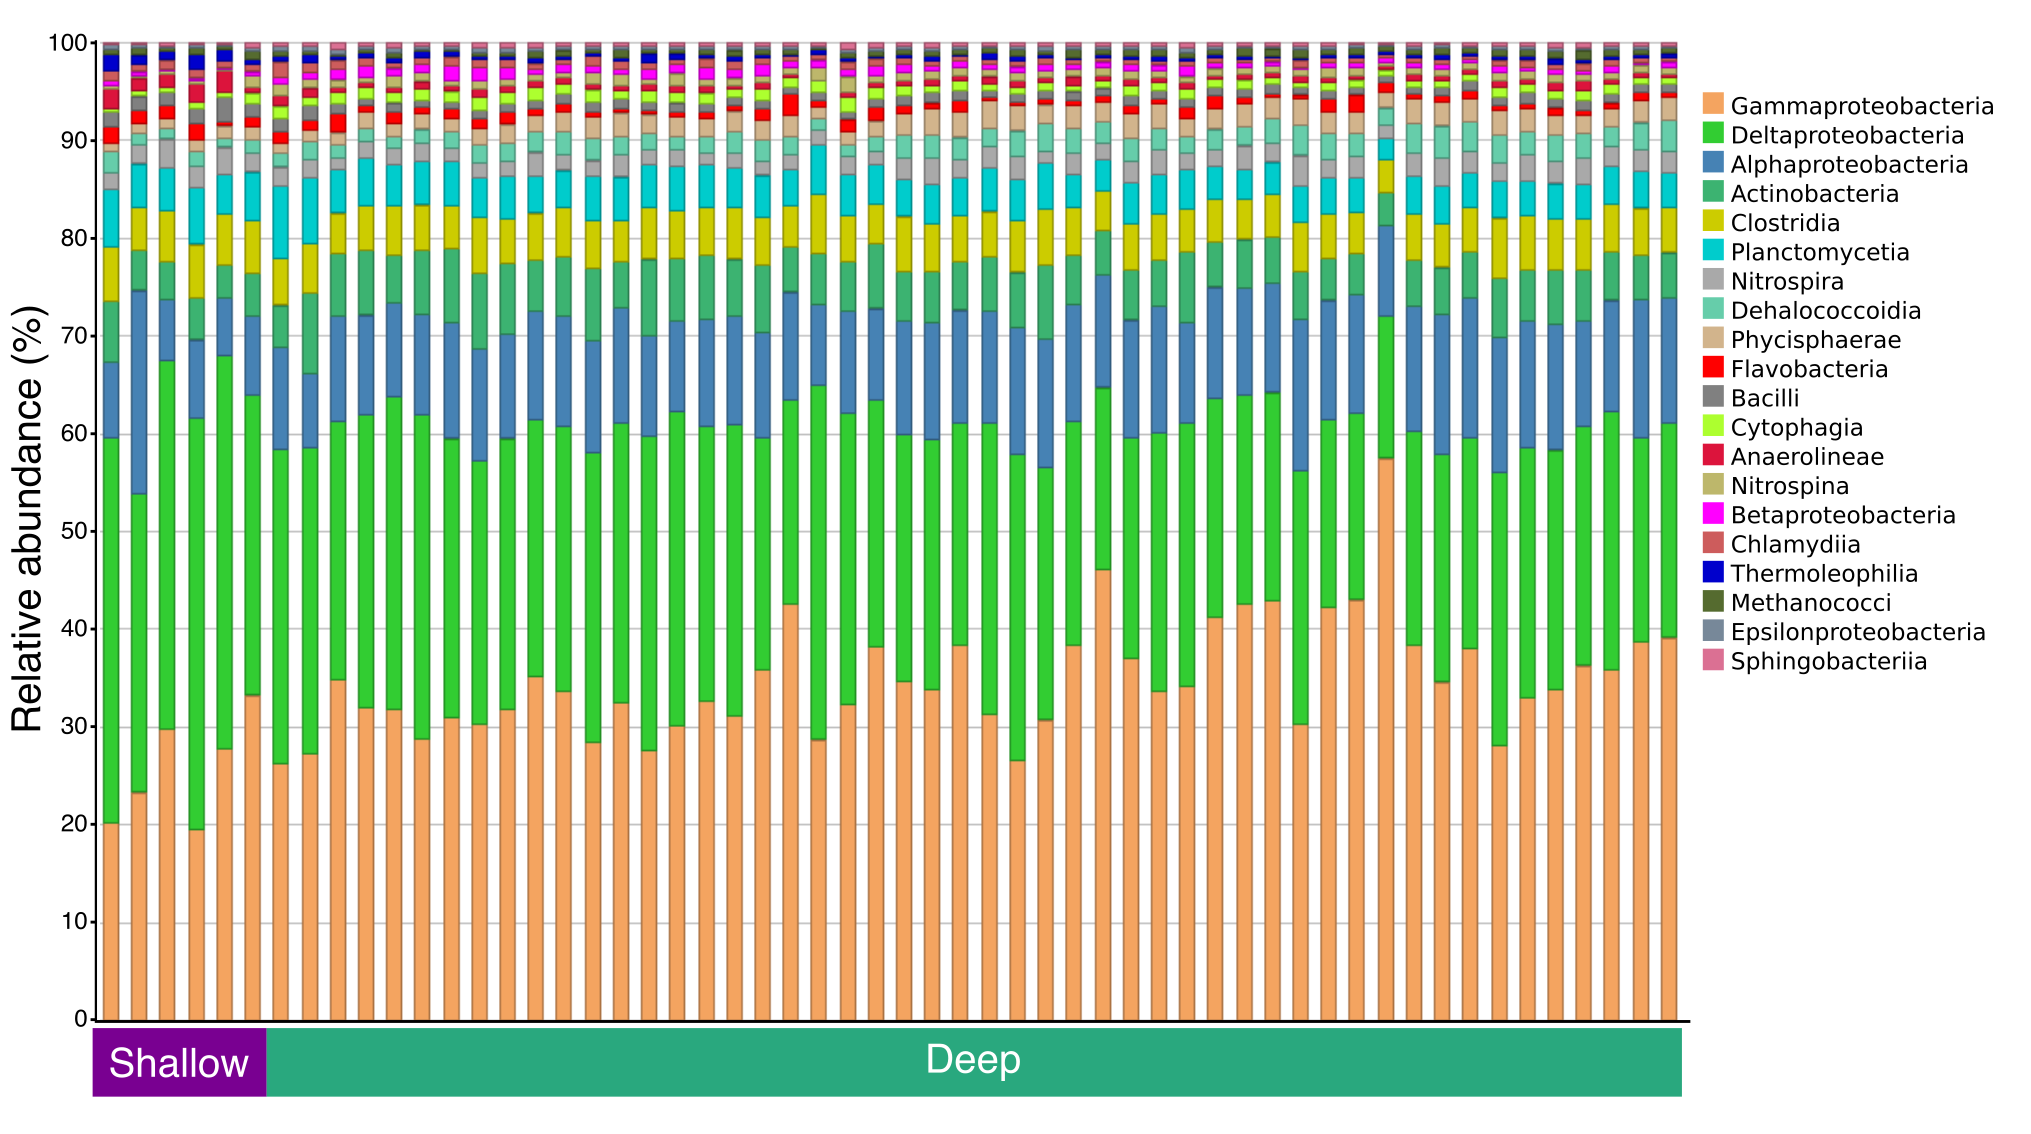 Relative abundance (%)
100
90
80
70
60
50
40
30
20
10
0
Shallow
Deep
Gammaproteobacteria
Deltaproteobacteria
Alphaproteobacteria
Actinobacteria
Clostridia
Planctomycetia
Nitrospira
Dehalococcoidia
Phycisphaerae
Flavobacteria
Bacilli
Cytophagia
Anaerolineae
Nitrospina
Betaproteobacteria
Chlamydiia
Thermoleophilia
Methanococci
Epsilonproteobacteria
Sphingobacteriia